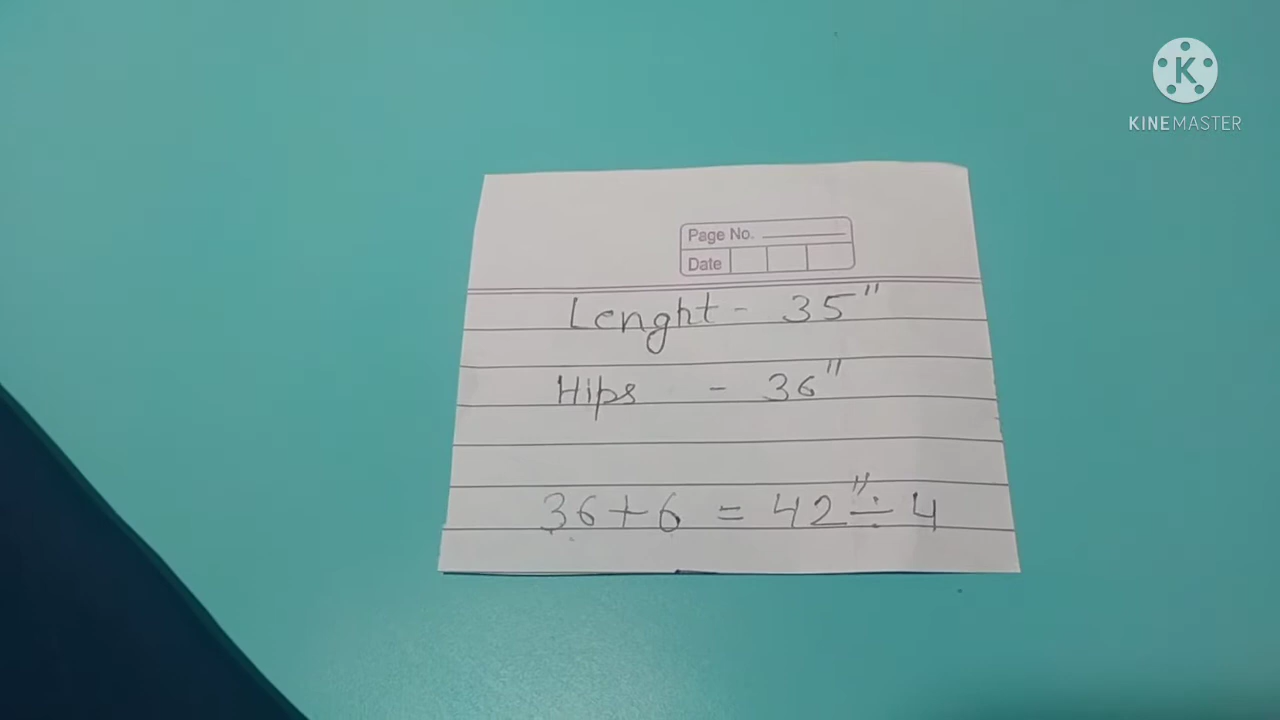 K
KINEMASTER
Page No.
Date
Lenght - 35"
Hips - 36"
36+6 = 42" ÷ 4